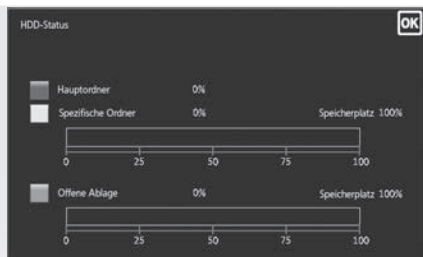 HDD-Status OK
Hauptordner 0%
Spezifische Ordner 0% Speicherplatz 100%
0 25 50 75 100
Offene Ablage 0% Speicherplatz 100%
0 25 50 75 100